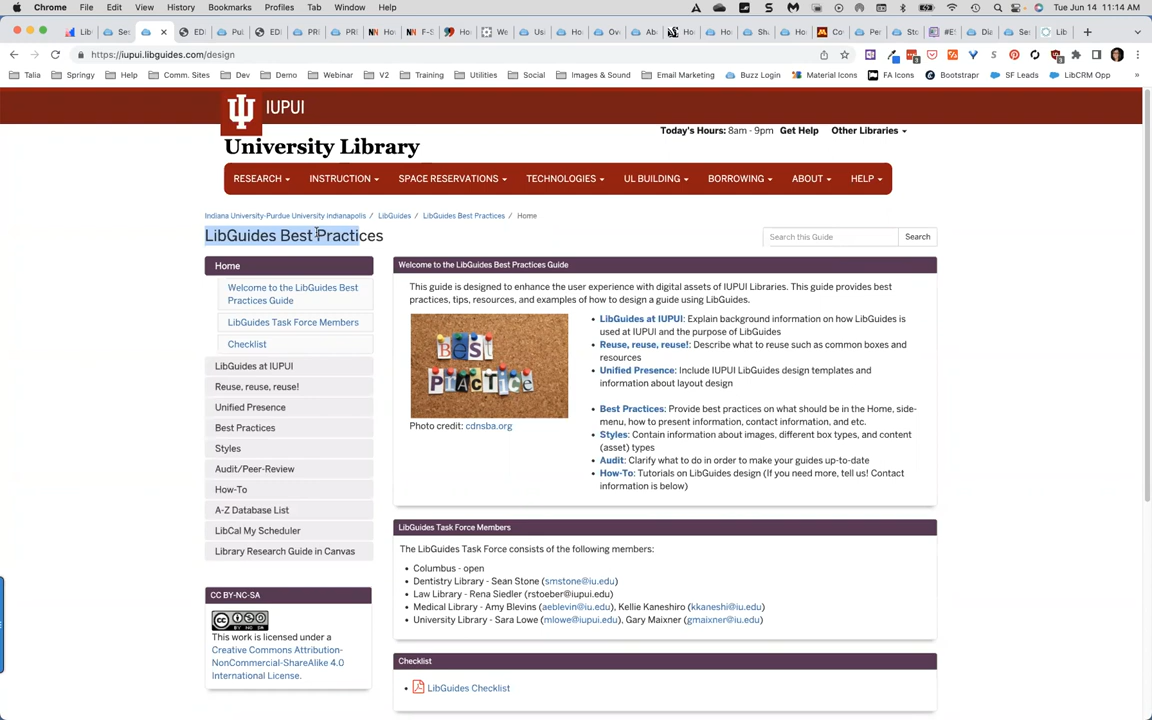 Chrome File Edit View History Bookmarks Profiles Tab Window Help
Tue Jun 14 11:14 AM
https://iupui.libguides.com/design
Talia Springy Help Comm. Sites Dev Demo Webinar V2 Training Utilities Social Images & Sound Email Marketing Buzz Login Material Icons FA Icons Bootstrapr SF Leads LibCRM Opp »
IUPUI
University Library
Today's Hours: 8am - 9pm Get Help Other Libraries
RESEARCH INSTRUCTION SPACE RESERVATIONS TECHNOLOGIES UL BUILDING BORROWING ABOUT HELP
Indiana University-Purdue University Indianapolis / LibGuides / LibGuides Best Practices / Home
LibGuides Best Practices
Search this Guide Search
Home
Welcome to the LibGuides Best
Practices Guide
LibGuides Task Force Members
Checklist
LibGuides at IUPUI
Reuse, reuse, reuse!
Unified Presence
Best Practices
Styles
Audit/Peer-Review
How-To
A-Z Database List
LibCal My Scheduler
Library Research Guide in Canvas
CC BY-NC-SA
This work is licensed under a
Creative Commons Attribution-
NonCommercial-ShareAlike 4.0
International License.
Welcome to the LibGuides Best Practices Guide
This guide is designed to enhance the user experience with digital assets of IUPUI Libraries. This guide provides best
practices, tips, resources, and examples of how to design a guide using LibGuides.
BEST
PRACTICE
Photo credit: cdnsba.org
• LibGuides at IUPUI: Explain background information on how LibGuides is
used at IUPUI and the purpose of LibGuides
• Reuse, reuse, reuse!: Describe what to reuse such as common boxes and
resources
• Unified Presence: Include IUPUI LibGuides design templates and
information about layout design
• Best Practices: Provide best practices on what should be in the Home, side-
menu, how to present information, contact information, and etc.
• Styles: Contain information about images, different box types, and content
(asset) types
• Audit: Clarify what to do in order to make your guides up-to-date
• How-To: Tutorials on LibGuides design (If you need more, tell us! Contact
information is below)
LibGuides Task Force Members
The LibGuides Task Force consists of the following members:
• Columbus - open
• Dentistry Library - Sean Stone (smstone@iu.edu)
• Law Library - Rena Siedler (rstoeber@iupui.edu)
• Medical Library - Amy Blevins (aeblevin@iu.edu), Kellie Kaneshiro (kkaneshi@iu.edu)
• University Library - Sara Lowe (mlowe@iupui.edu), Gary Maixner (gmaixner@iu.edu)
Checklist
• LibGuides Checklist